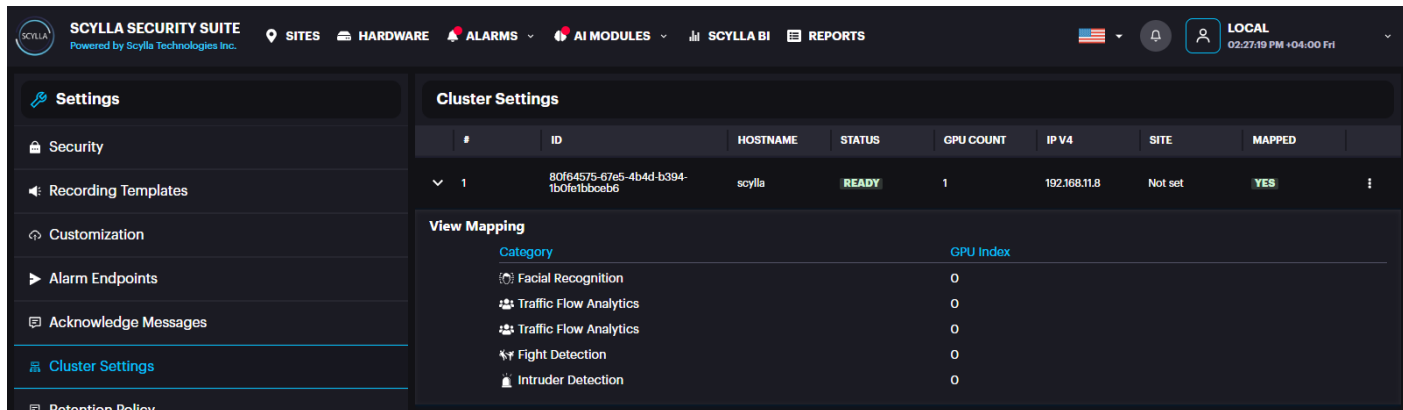 SCYLLA
SCYLLA SECURITY SUITE
Powered by Scylla Technologies Inc.
SITES HARDWARE ALARMS AI MODULES SCYLLA BI REPORTS
LOCAL
02:27:19 PM +04:00 Fri
Settings
Security
Recording Templates
Customization
Alarm Endpoints
Acknowledge Messages
Cluster Settings
Retention Policy
Cluster Settings
# ID HOSTNAME STATUS GPU COUNT IP V4 SITE MAPPED
1 80f64575-67e5-4b4d-b394-
1b0fe1bbceb6 scylla READY 1 192.168.11.8 Not set YES
View Mapping
Category GPU Index
Facial Recognition 0
Traffic Flow Analytics 0
Traffic Flow Analytics 0
Fight Detection 0
Intruder Detection 0